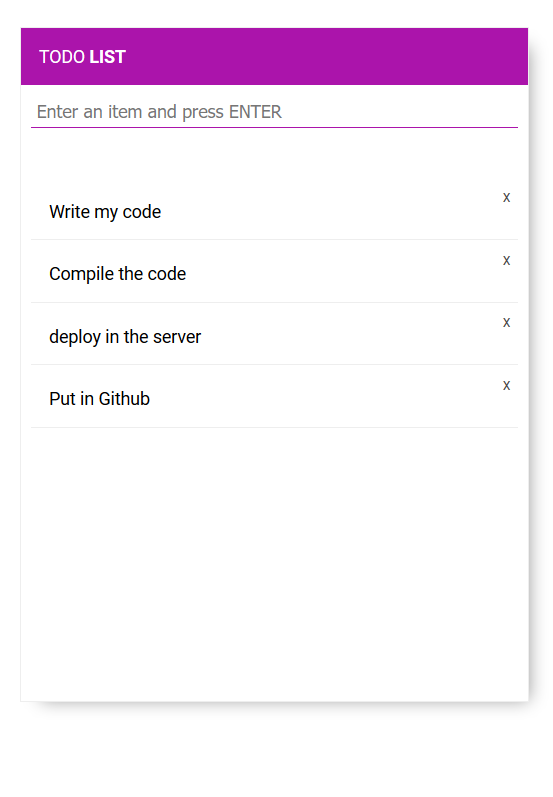 TODO LIST
Enter an item and press ENTER
x
Write my code
x
Compile the code
x
deploy in the server
x
Put in Github